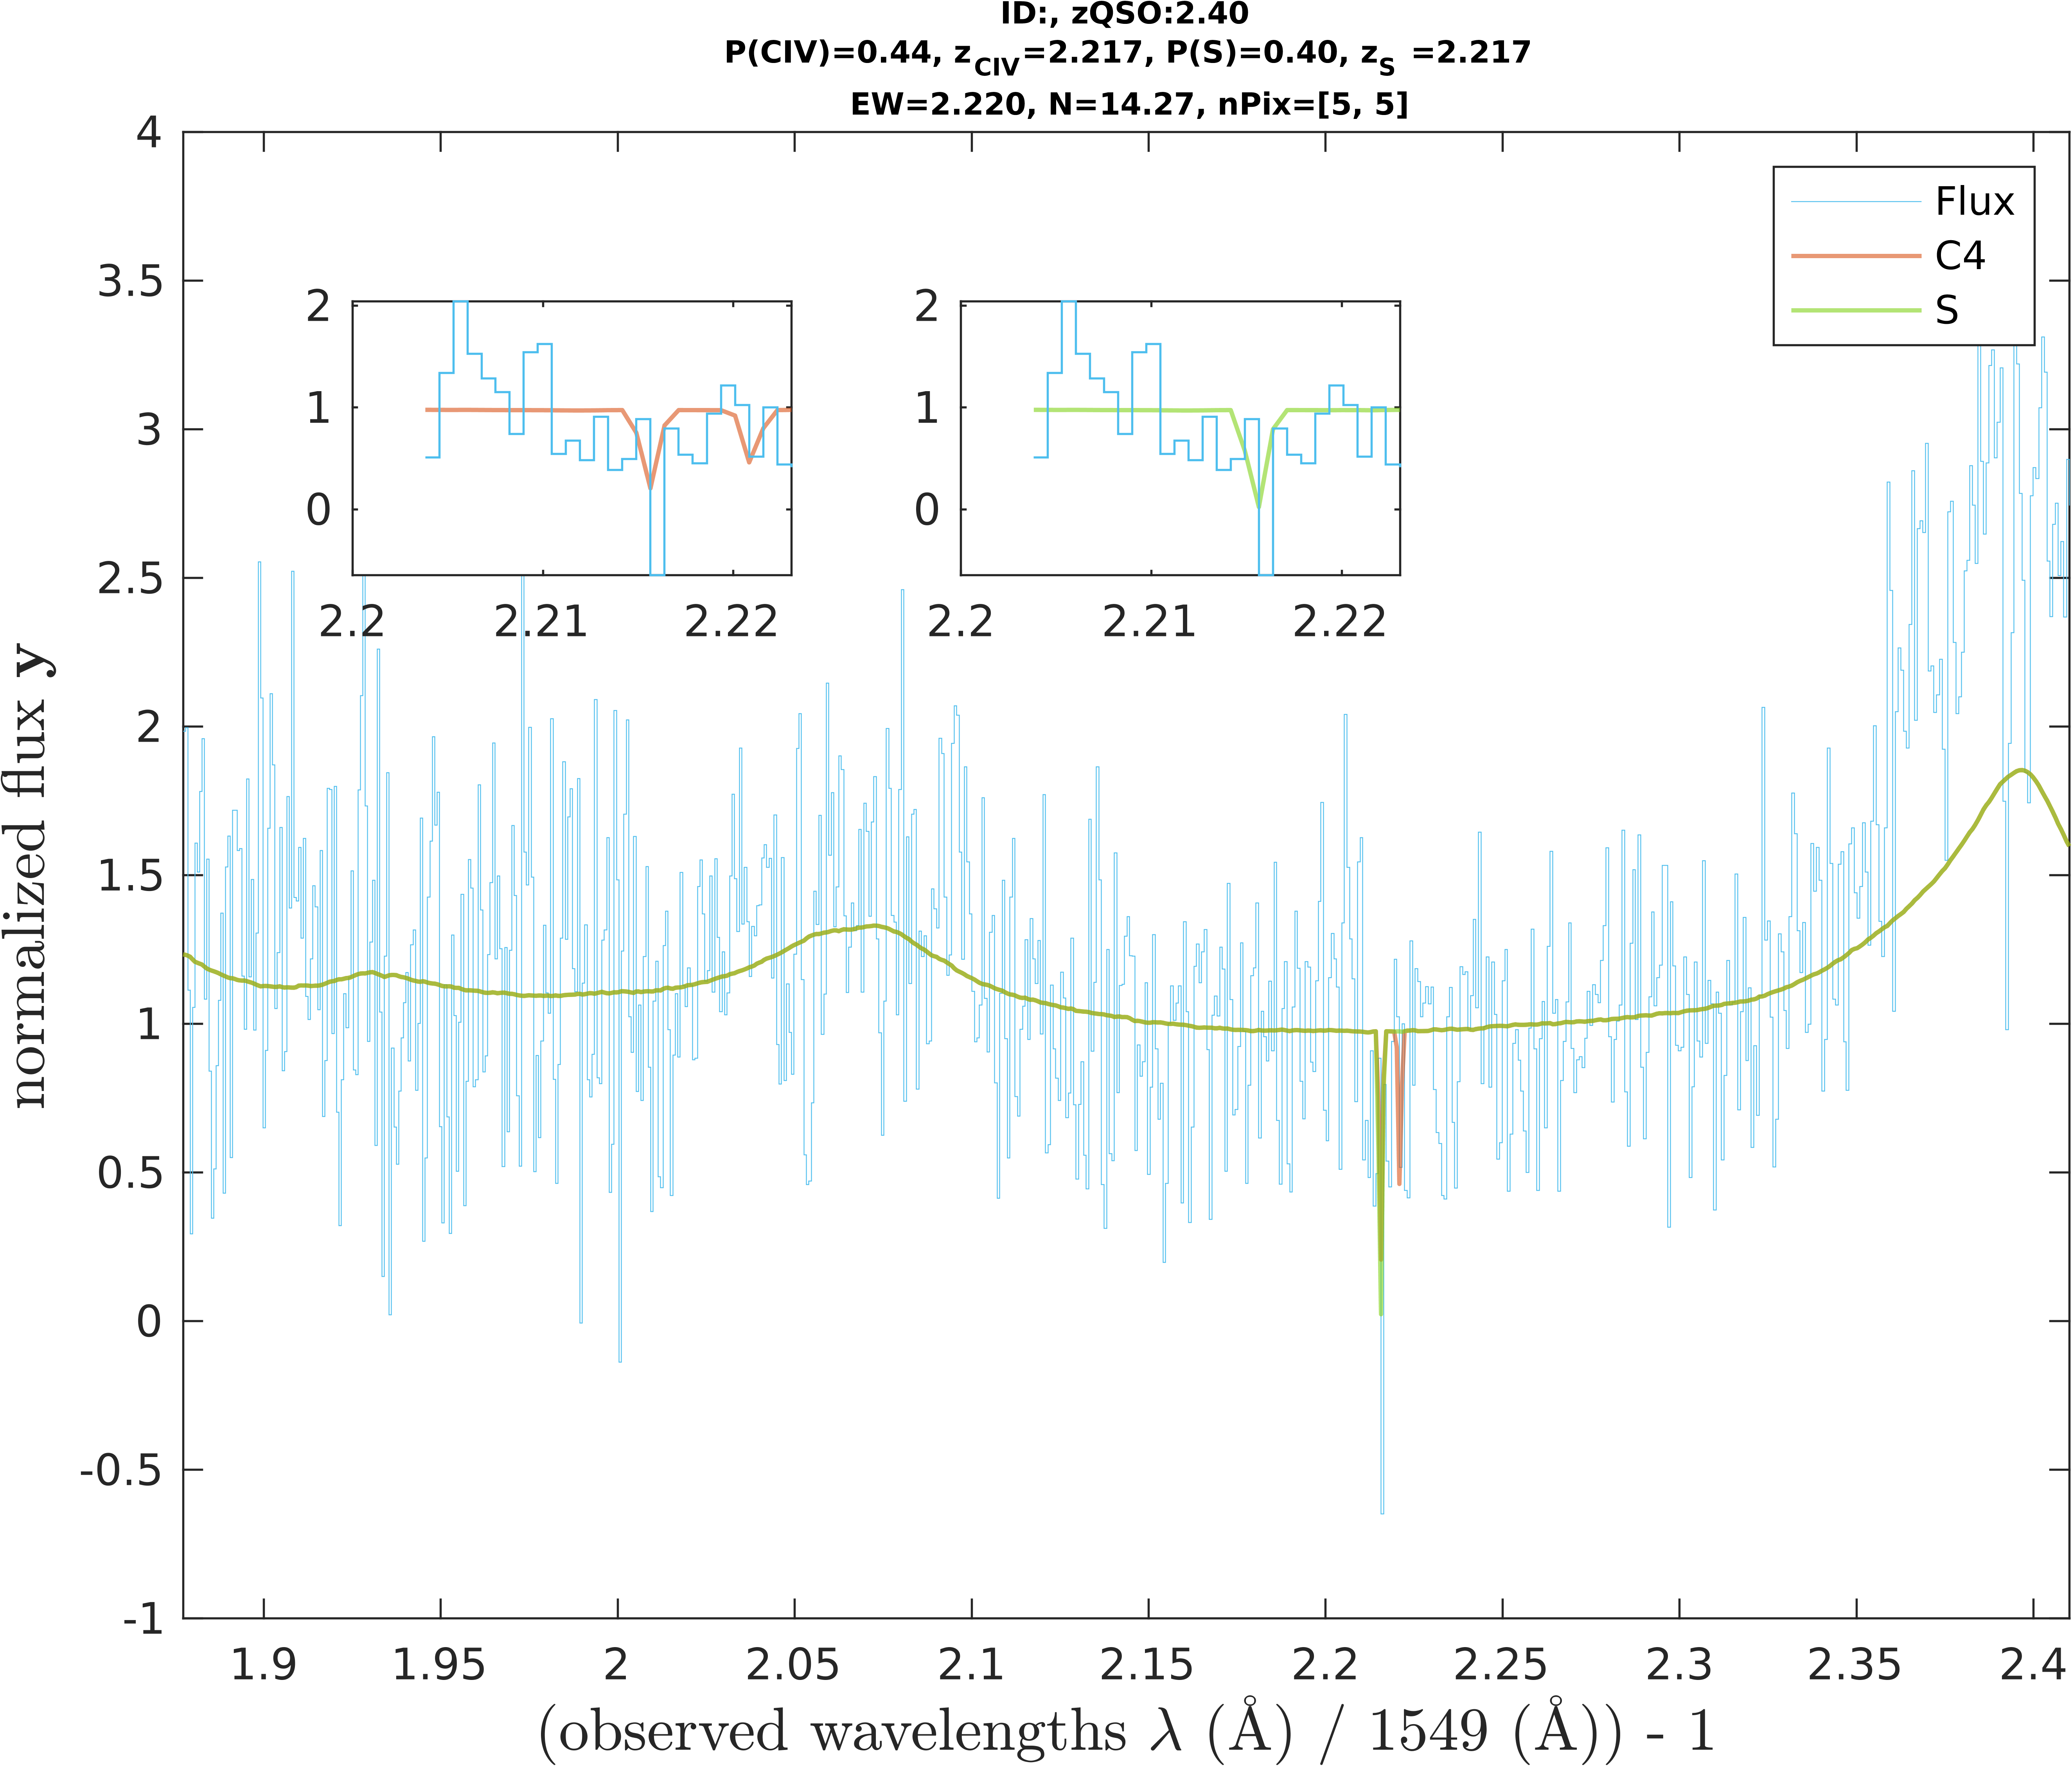 ID:, zQSO:2.40
P(CIV)=0.44, z_CIV=2.217, P(S)=0.40, z_S =2.217
EW=2.220, N=14.27, nPix=[5, 5]
4
3.5
3
2.5
2
1.5
1
0.5
0
-0.5
-1
normalized flux y
Flux
C4
S
2
1
0
2.2 2.21 2.22
2
1
0
2.2 2.21 2.22
1.9 1.95 2 2.05 2.1 2.15 2.2 2.25 2.3 2.35 2.4
(observed wavelengths λ (Å) / 1549 (Å)) - 1